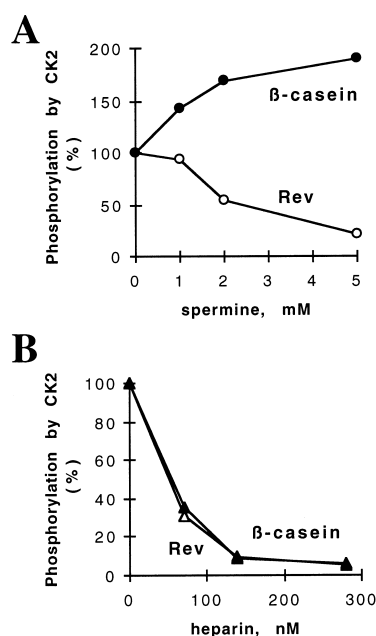 A
Phosphorylation by CK2
(%)
200
150
100
50
0
ß-casein
Rev
0 1 2 3 4 5
spermine, mM
B
Phosphorylation by CK2
(%)
100
80
60
40
20
0
ß-casein
Rev
0 100 200 300
heparin, nM